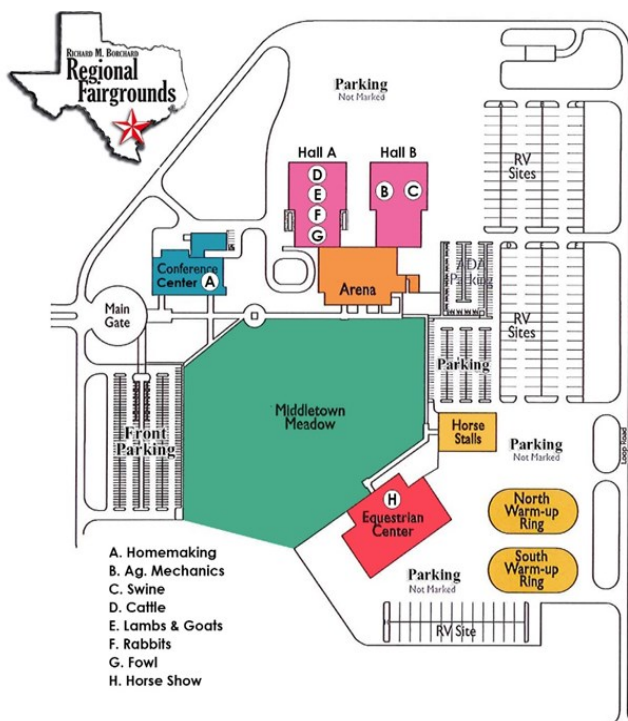 RICHARD M. BORCHARD
Regional
Fairgrounds
Parking
Not Marked
RV
Sites
Hall A
Hall B
D
E
F
G
B
C
Conference
Center
A
Arena
ADA
Parking
RV
Sites
Main
Gate
Parking
Middletown
Meadow
Front
Parking
Horse
Stalls
Parking
Not Marked
Loop Road
H
Equestrian
Center
North
Warm-up
Ring
South
Warm-up
Ring
Parking
Not Marked
RV Site
A. Homemaking
B. Ag. Mechanics
C. Swine
D. Cattle
E. Lambs & Goats
F. Rabbits
G. Fowl
H. Horse Show